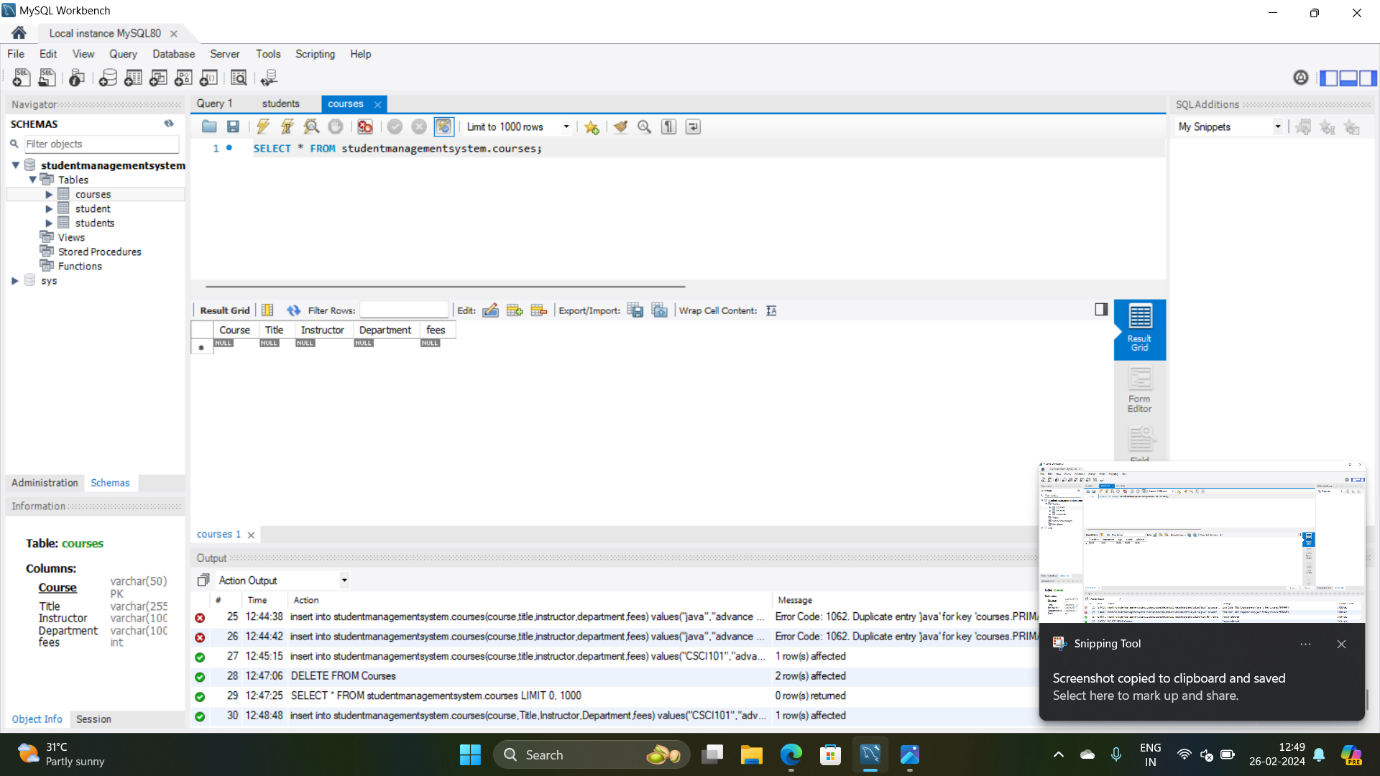 MySQL Workbench
Local instance MySQL80
File Edit View Query Database Server Tools Scripting Help
Navigator
SCHEMAS
Filter objects
studentmanagementsystem
Tables
courses
student
students
Views
Stored Procedures
Functions
sys
Administration Schemas
Information
Table: courses
Columns:
Course varchar(50) PK
Title varchar(255
Instructor varchar(100
Department varchar(100
fees int
Object Info Session
Query 1 students courses
Limit to 1000 rows
1 SELECT * FROM studentmanagementsystem.courses;
Result Grid Filter Rows: Edit: Export/Import: Wrap Cell Content:
Course Title Instructor Department fees
NULL NULL NULL NULL NULL
Result Grid
Form Editor
courses 1
Output
Action Output
# Time Action Message
25 12:44:38 insert into studentmanagementsystem.courses(course,title,instructor,department,fees) values("java","advance ... Error Code: 1062. Duplicate entry 'java' for key 'courses.PRIMA
26 12:44:42 insert into studentmanagementsystem.courses(course,title,instructor,department,fees) values("java","advance ... Error Code: 1062. Duplicate entry 'java' for key 'courses.PRIMA
27 12:45:15 insert into studentmanagementsystem.courses(course,title,instructor,department,fees) values("CSCI101","adva... 1 row(s) affected
28 12:47:06 DELETE FROM Courses 2 row(s) affected
29 12:47:25 SELECT * FROM studentmanagementsystem.courses LIMIT 0, 1000 0 row(s) returned
30 12:48:48 insert into studentmanagementsystem.courses(course,Title,Instructor,Department,fees) values("CSCI101","adv... 1 row(s) affected
SQLAdditions
My Snippets
Snipping Tool
Screenshot copied to clipboard and saved
Select here to mark up and share.
31°C
Partly sunny
Search
ENG
IN
12:49
26-02-2024
PRE